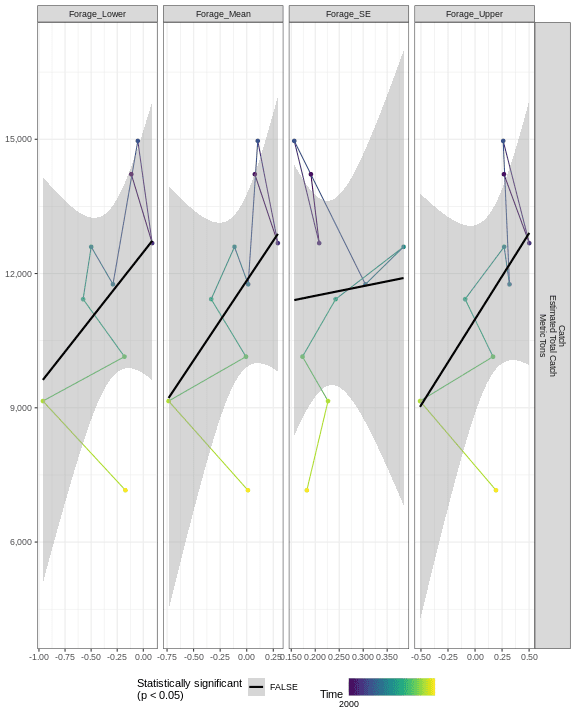 Forage_Lower Forage_Mean Forage_SE Forage_Upper
15,000
12,000
9,000
6,000
Catch
Estimated Total Catch
Metric Tons
-1.00 -0.75 -0.50 -0.25 0.00 -0.75 -0.50 -0.25 0.00 0.25 0.150 0.200 0.250 0.300 0.350 -0.50 -0.25 0.00 0.25 0.50
Statistically significant
(p < 0.05)
FALSE
Time
2000